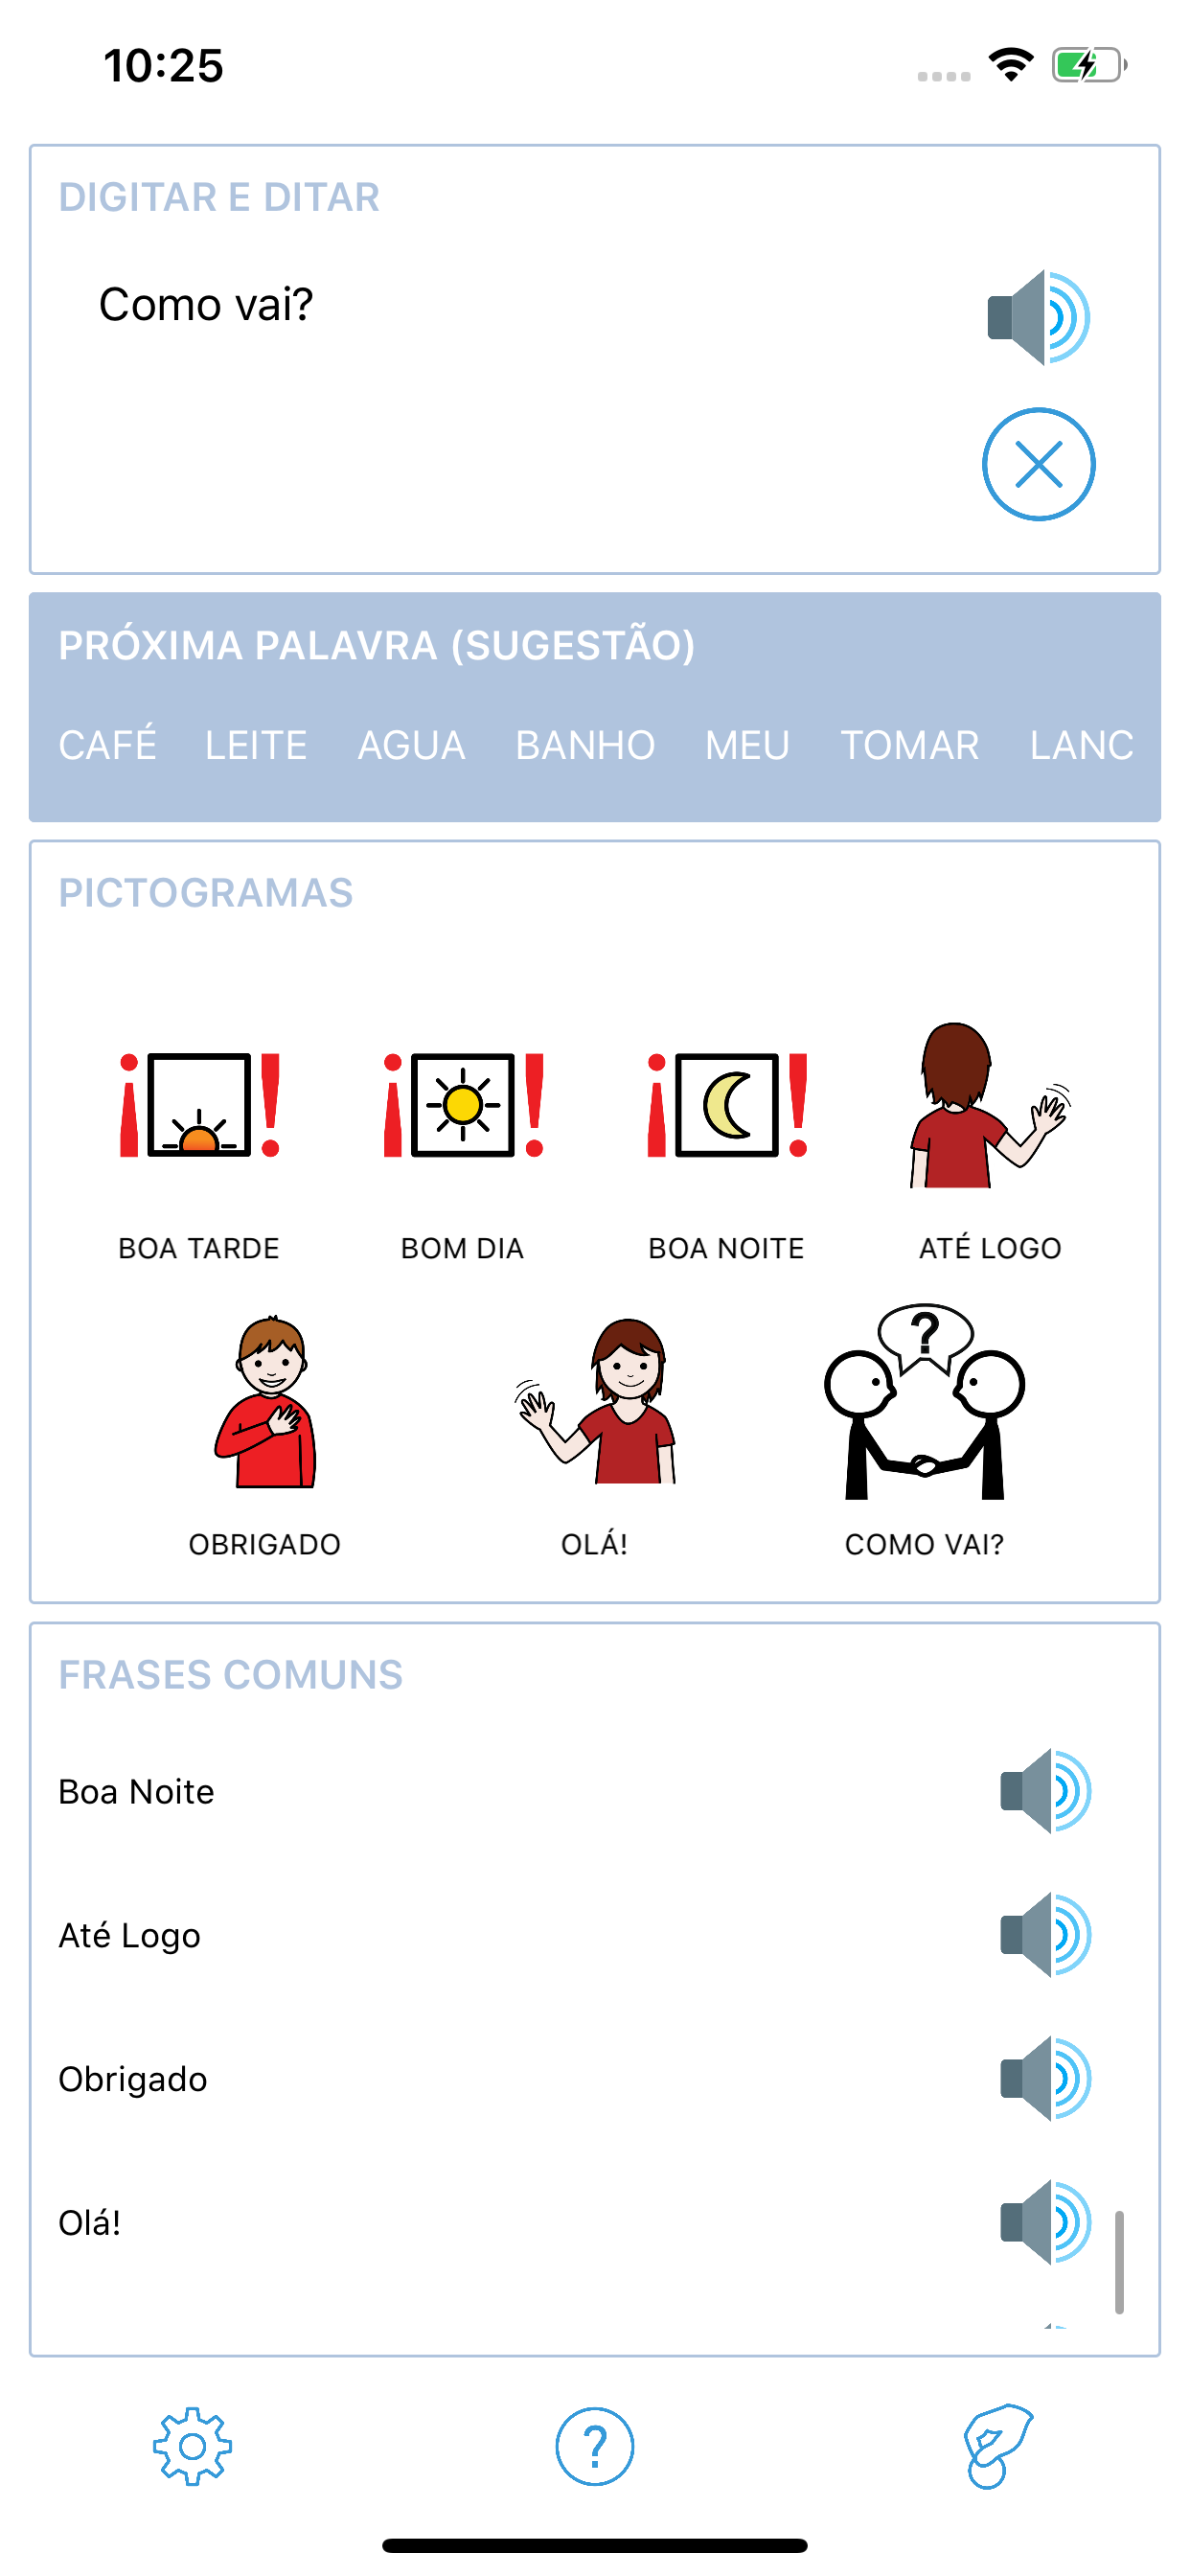 10:25
DIGITAR E DITAR
Como vai?
PRÓXIMA PALAVRA (SUGESTÃO)
CAFÉ LEITE AGUA BANHO MEU TOMAR LANC
PICTOGRAMAS
BOA TARDE BOM DIA BOA NOITE ATÉ LOGO
?
OBRIGADO OLÁ! COMO VAI?
FRASES COMUNS
Boa Noite
Até Logo
Obrigado
Olá!
?